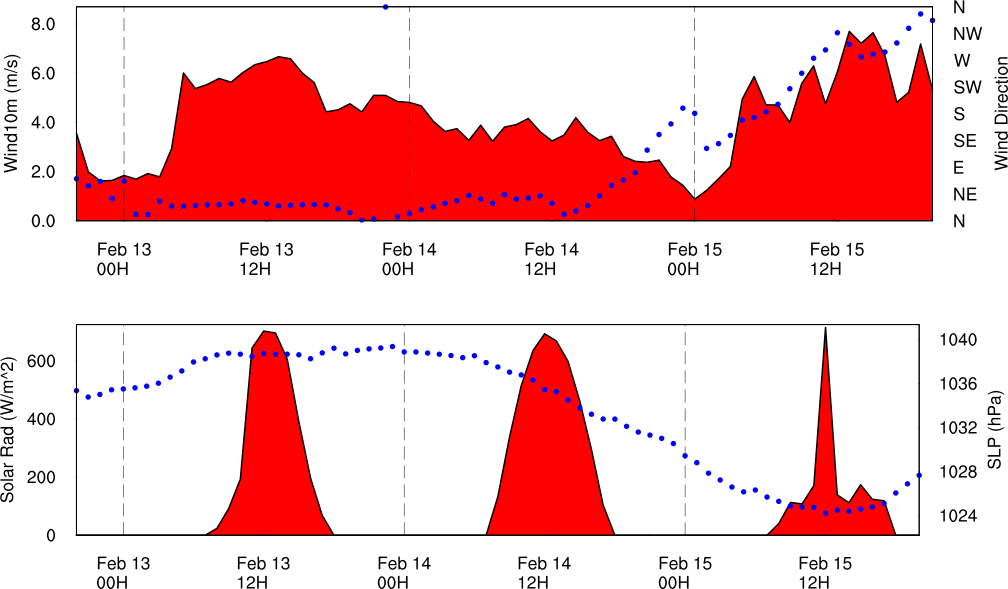 8.0
6.0
4.0
2.0
0.0
Wind10m (m/s)
N
NW
W
SW
S
SE
E
NE
N
Wind Direction
Feb 13 Feb 13 Feb 14 Feb 14 Feb 15 Feb 15
00H 12H 00H 12H 00H 12H
600
400
200
0
Solar Rad (W/m^2)
1040
1036
1032
1028
1024
SLP (hPa)
Feb 13 Feb 13 Feb 14 Feb 14 Feb 15 Feb 15
00H 12H 00H 12H 00H 12H